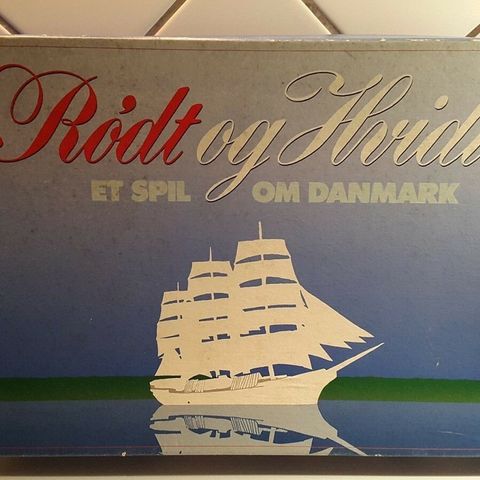 Rødt og Hvidt
ET SPIL OM DANMARK